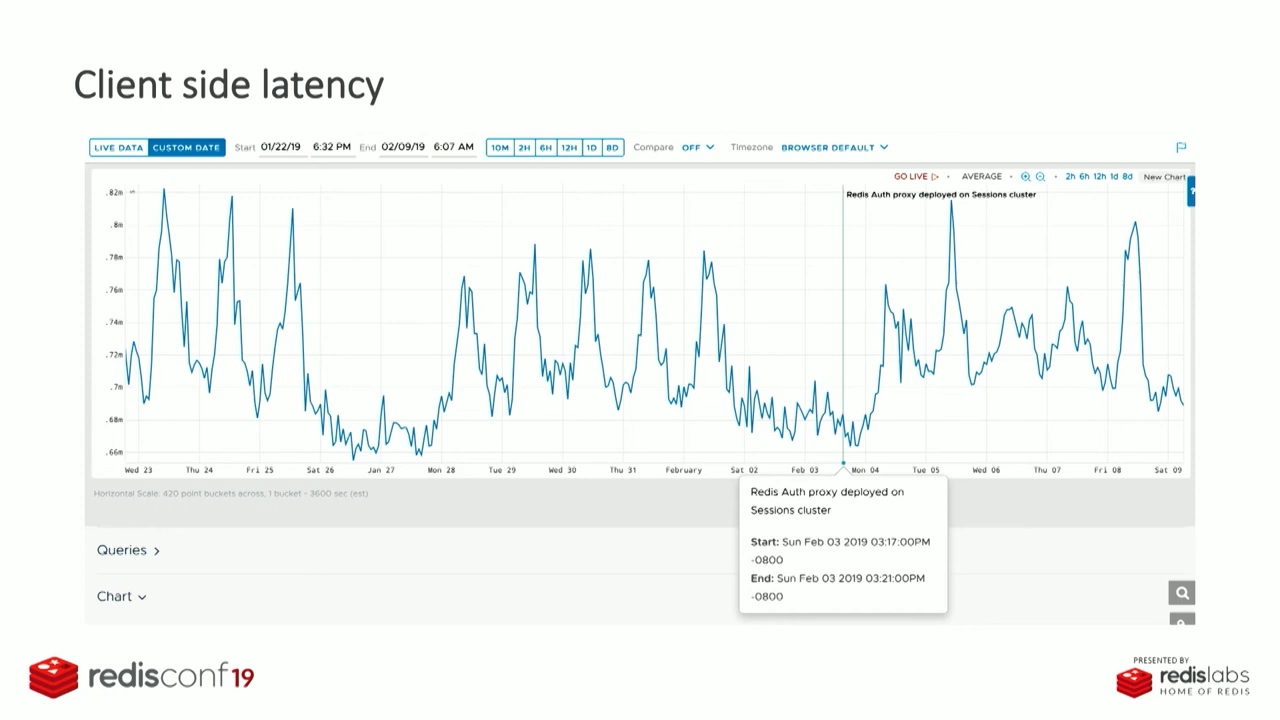 Client side latency
LIVE DATA CUSTOM DATE Start 01/22/19 6:32 PM End 02/09/19 6:07 AM 10M 2H 6H 12H 1D 8D Compare OFF Timezone BROWSER DEFAULT
GO LIVE AVERAGE 2h 6h 12h 1d 8d New Chart
Redis Auth proxy deployed on Sessions cluster
.82m
.8m
.78m
.76m
.74m
.72m
.7m
.68m
.66m
Wed 23 Thu 24 Fri 25 Sat 26 Jan 27 Mon 28 Tue 29 Wed 30 Thu 31 February Sat 02 Feb 03 Mon 04 Tue 05 Wed 06 Thu 07 Fri 08 Sat 09
Horizontal Scale: 420 point buckets across, 1 bucket ~ 3600 sec (est)
Redis Auth proxy deployed on
Sessions cluster
Start: Sun Feb 03 2019 03:17:00PM
-0800
End: Sun Feb 03 2019 03:21:00PM
-0800
Queries
Chart
redisconf19
PRESENTED BY
redislabs
HOME OF REDIS